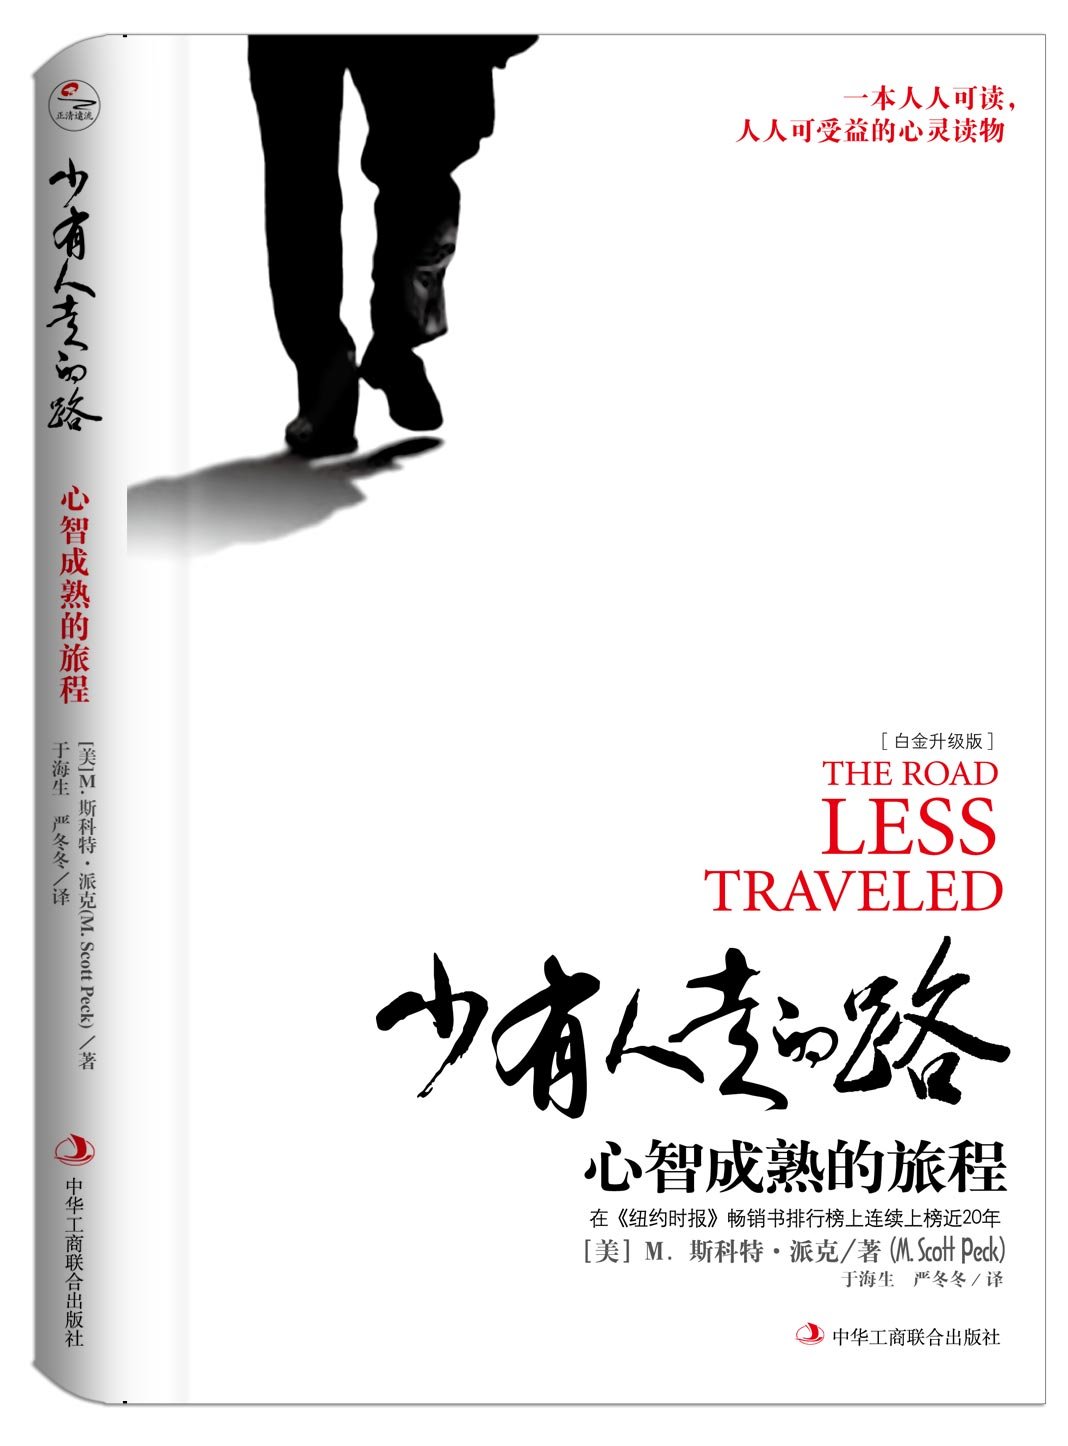 正清遠流
少有人走的路
心智成熟的旅程
[美]M.斯科特·派克(M. Scott Peck)／著
于海生 严冬冬／译
中华工商联合出版社
一本人人可读，
人人可受益的心灵读物
[白金升级版]
THE ROAD
LESS
TRAVELED
少有人走的路
心智成熟的旅程
在《纽约时报》畅销书排行榜上连续上榜近20年
[美] M. 斯科特·派克／著 (M. Scott Peck)
于海生 严冬冬／译
中华工商联合出版社